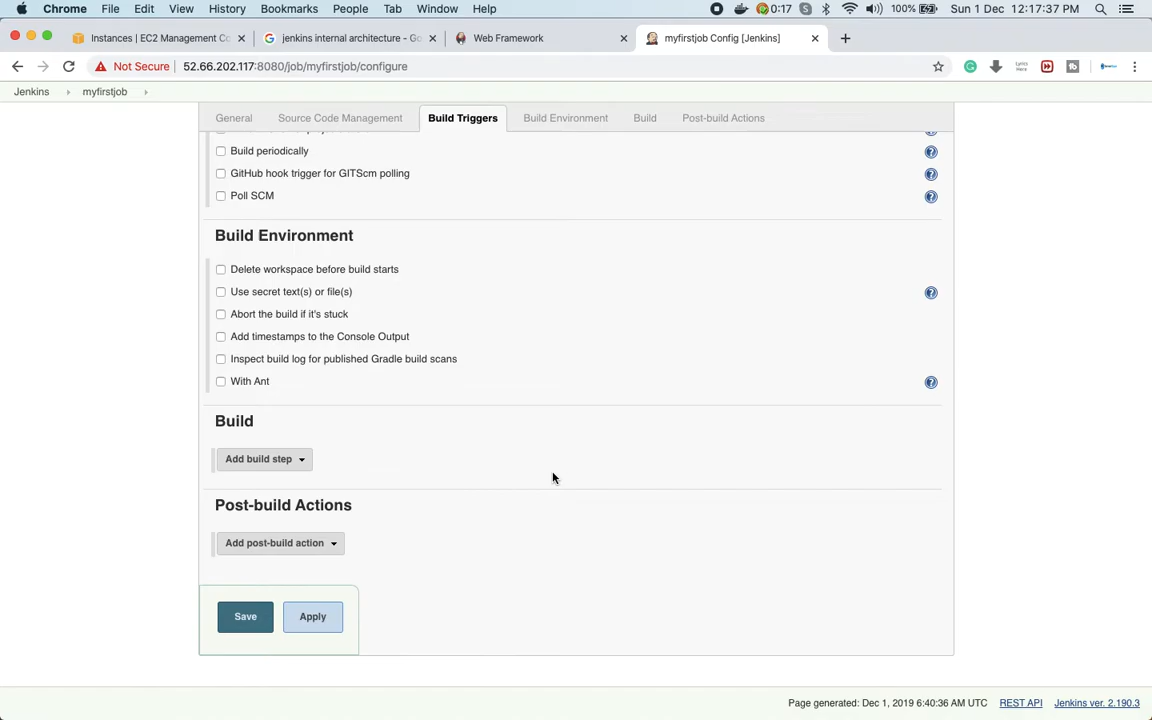 Chrome File Edit View History Bookmarks People Tab Window Help 0:17 100% Sun 1 Dec 12:17:37 PM
Instances | EC2 Management Co
jenkins internal architecture - Go
Web Framework
myfirstjob Config [Jenkins]
Not Secure 52.66.202.117:8080/job/myfirstjob/configure
Jenkins myfirstjob
General Source Code Management Build Triggers Build Environment Build Post-build Actions
Build periodically
GitHub hook trigger for GITScm polling
Poll SCM
Build Environment
Delete workspace before build starts
Use secret text(s) or file(s)
Abort the build if it's stuck
Add timestamps to the Console Output
Inspect build log for published Gradle build scans
With Ant
Build
Add build step
Post-build Actions
Add post-build action
Save Apply
Page generated: Dec 1, 2019 6:40:36 AM UTC REST API Jenkins ver. 2.190.3